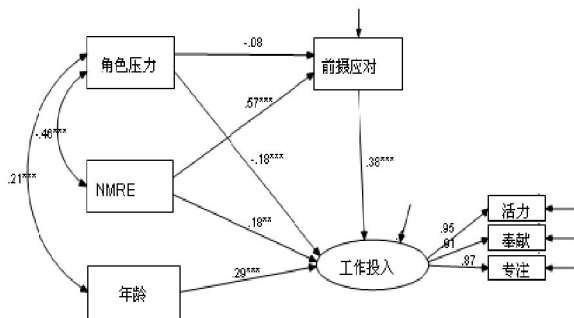 -.08
角色压力
前摄应对
.57***
-.46***
-.18***
.38***
.21***
NMRE
.18**
活力
.95
.91
奉献
工作投入
.87
专注
.29***
年龄